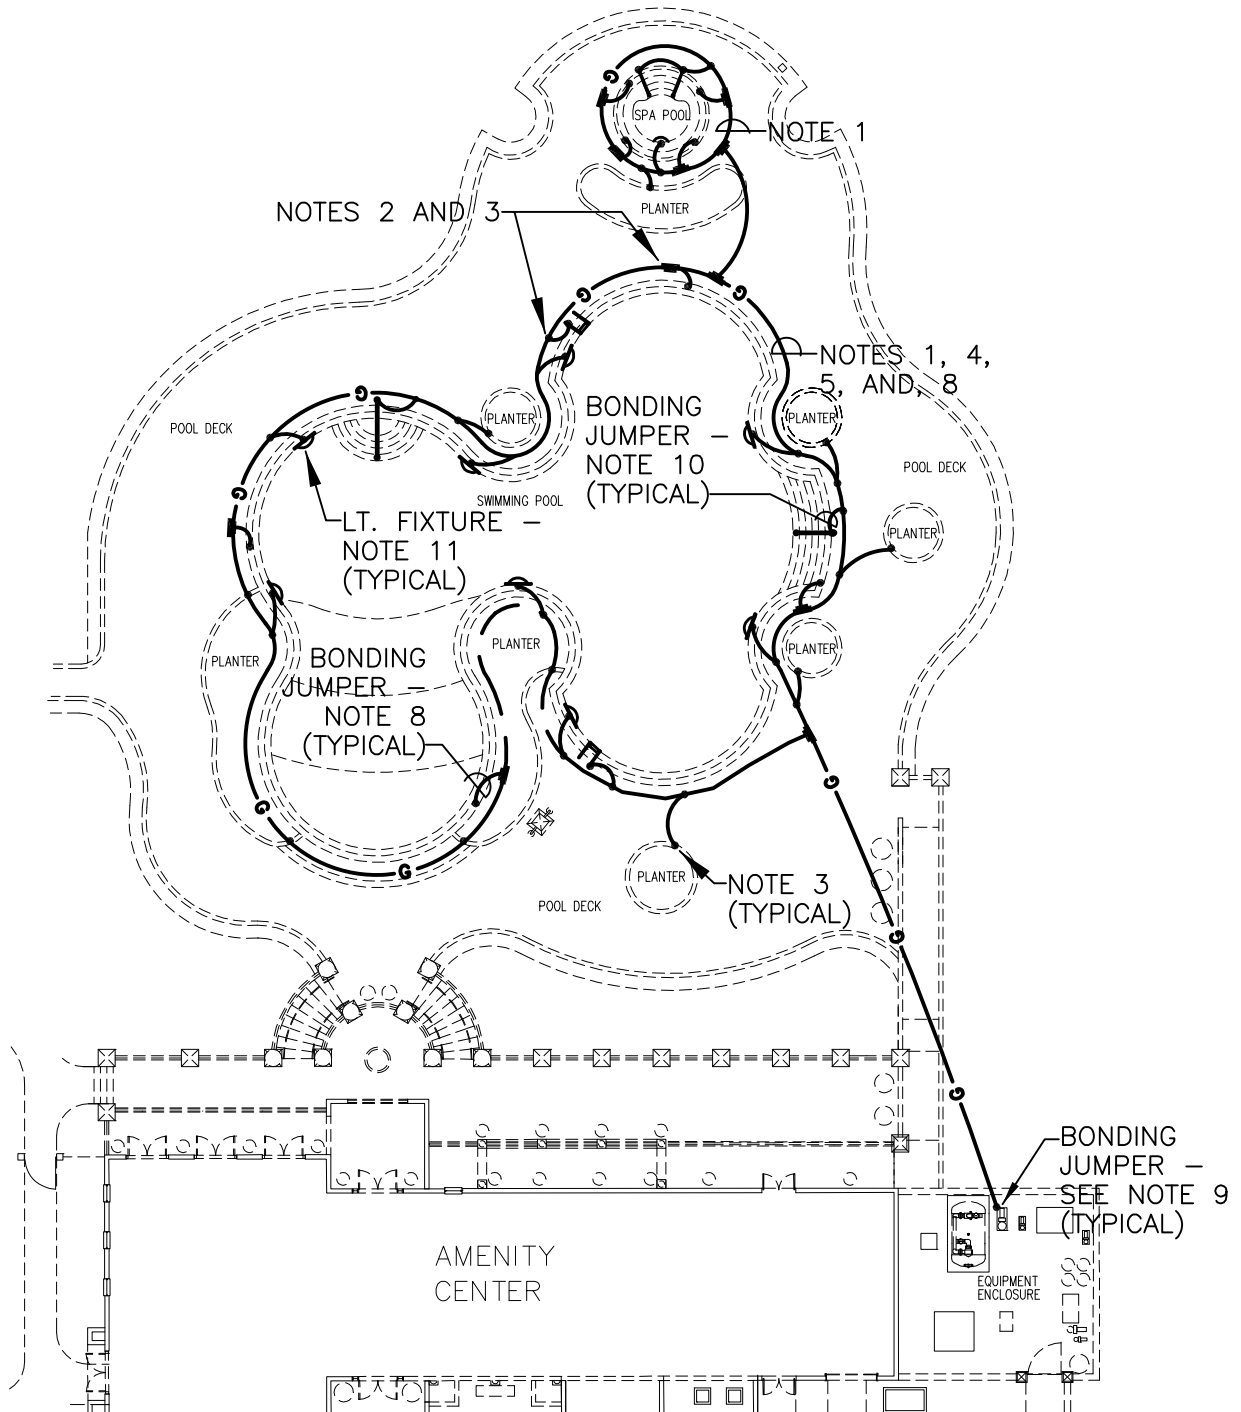 G
SPA POOL
NOTE 1
PLANTER
NOTES 2 AND 3
G
G
NOTES 1, 4,
5, AND, 8
G
BONDING
JUMPER –
NOTE 10
(TYPICAL)
PLANTER
PLANTER
POOL DECK
POOL DECK
G
SWIMMING POOL
LT. FIXTURE –
NOTE 11
(TYPICAL)
PLANTER
PLANTER
PLANTER
PLANTER
BONDING
JUMPER –
NOTE 8
(TYPICAL)
G
G
G
PLANTER
NOTE 3
(TYPICAL)
POOL DECK
G
G
BONDING
JUMPER –
SEE NOTE 9
(TYPICAL)
AMENITY
CENTER
EQUIPMENT
ENCLOSURE